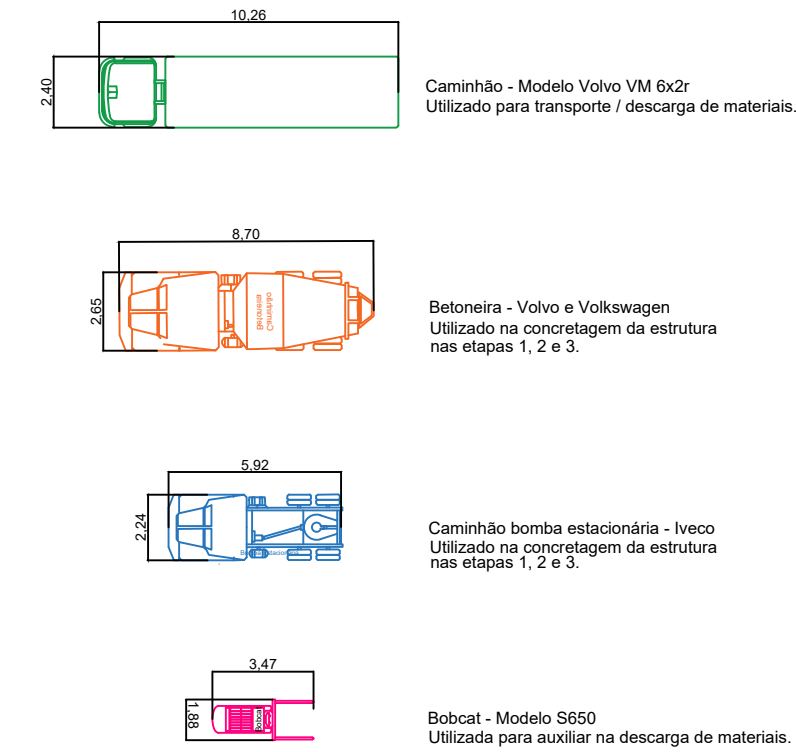 10,26
2,40
Caminhão - Modelo Volvo VM 6x2r
Utilizado para transporte / descarga de materiais.
8,70
2,65
Caminhão
Betoneira
Betoneira - Volvo e Volkswagen
Utilizado na concretagem da estrutura
nas etapas 1, 2 e 3.
5,92
2,24
Caminhão bomba estacionária - Iveco
Utilizado na concretagem da estrutura
nas etapas 1, 2 e 3.
3,47
1,88
Bobcat
Bobcat - Modelo S650
Utilizada para auxiliar na descarga de materiais.